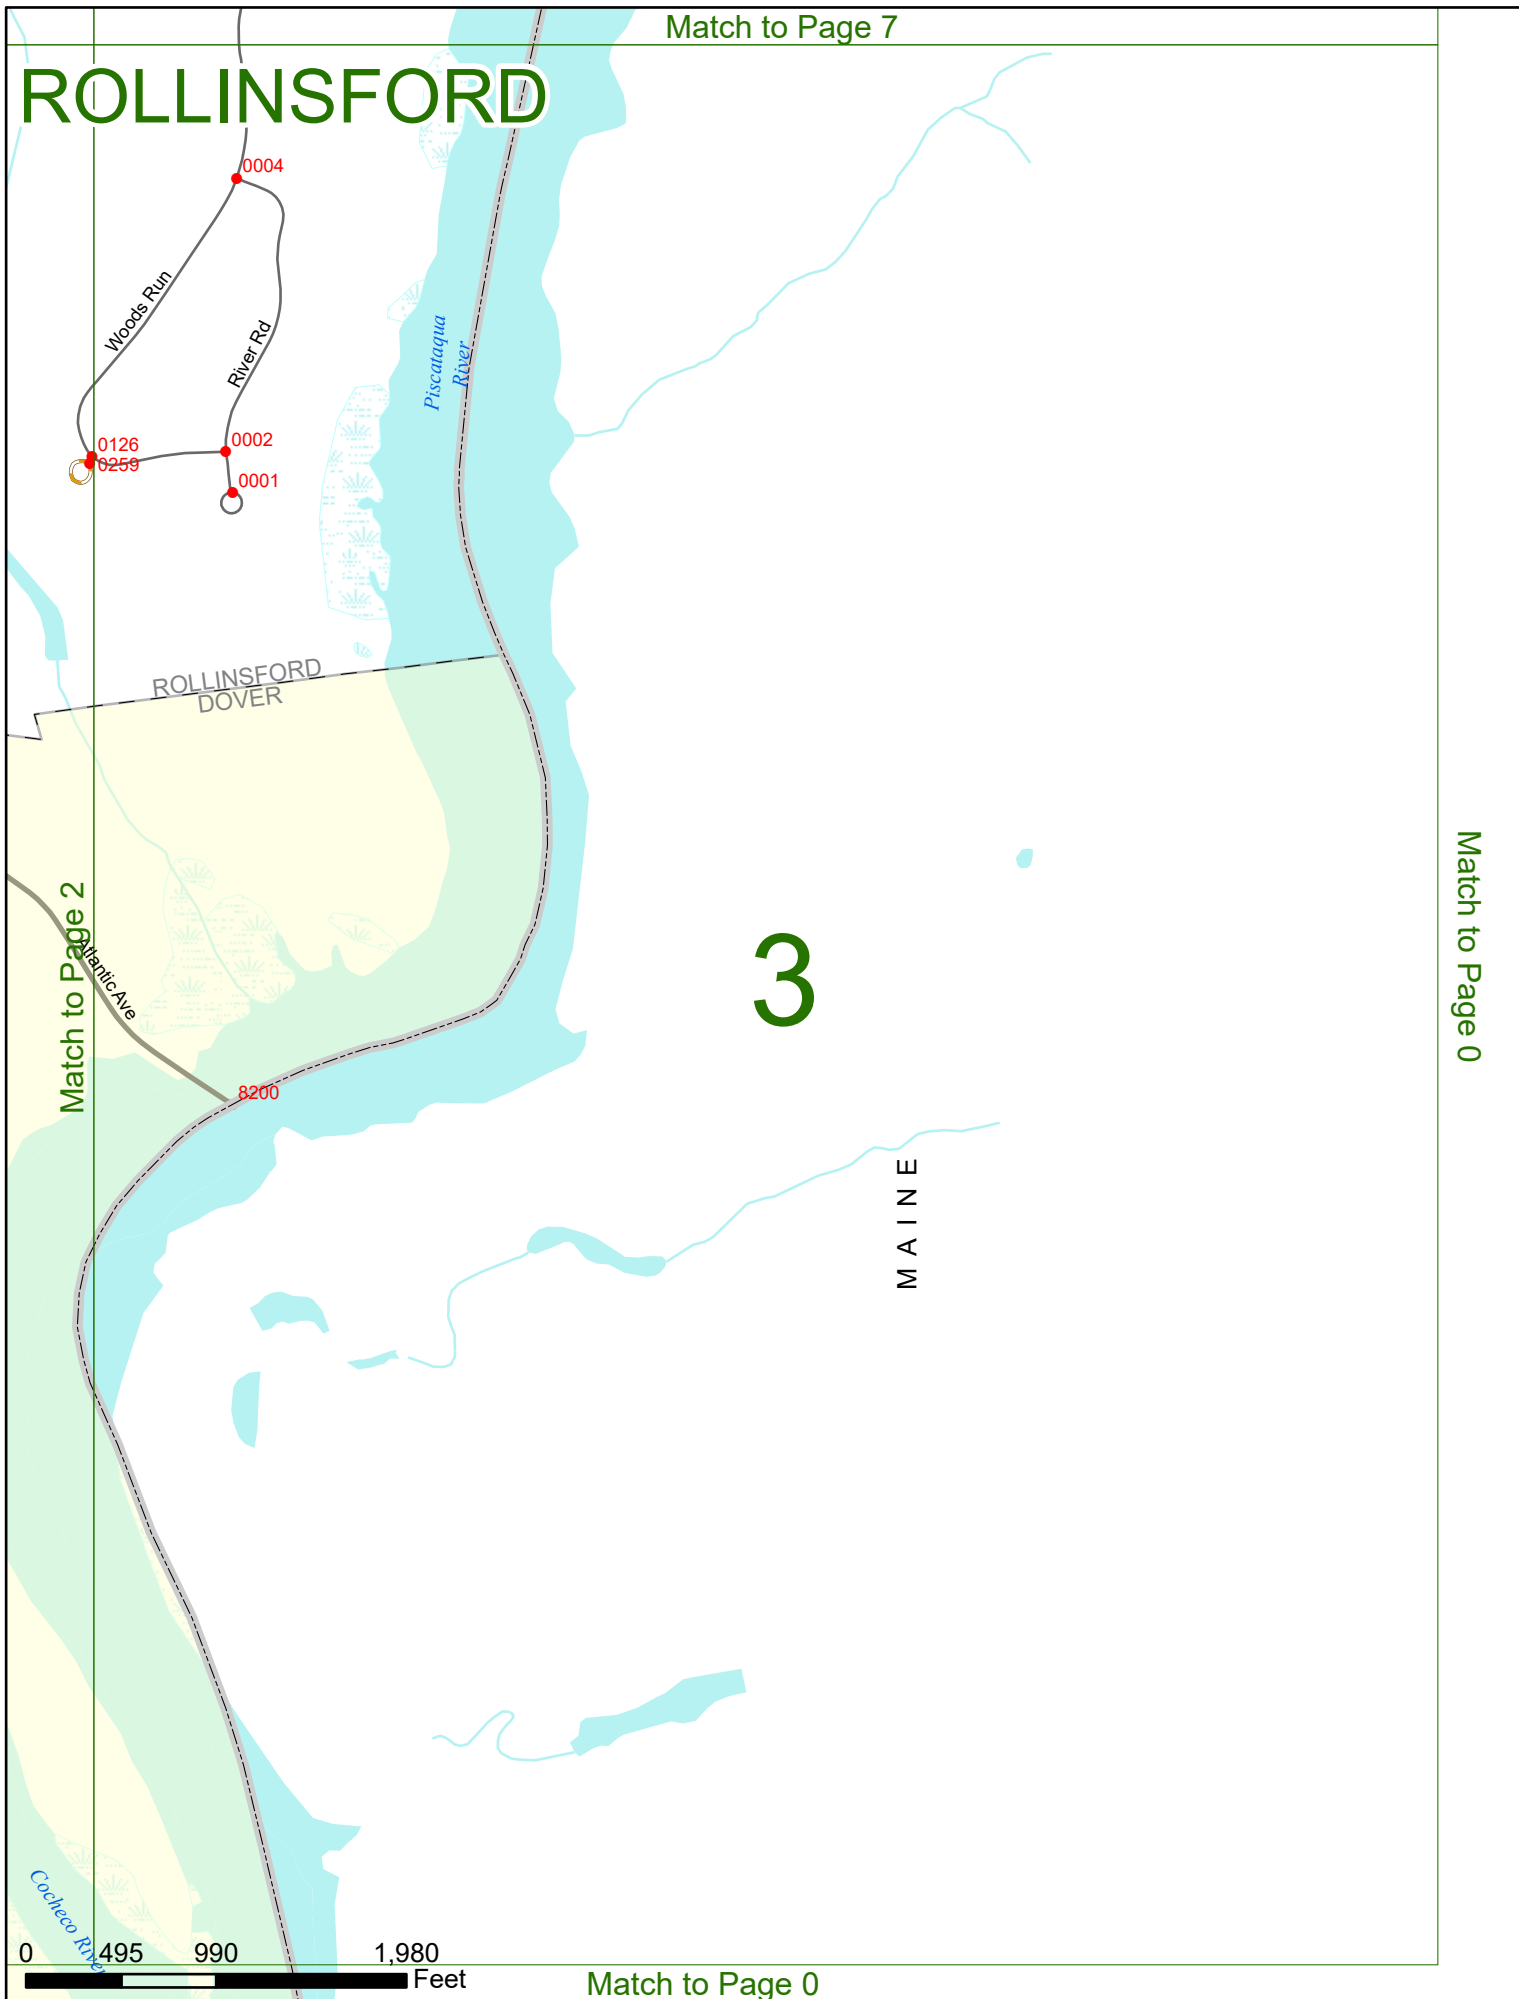 Match to Page 7
ROLLINSFORD
0004
Woods Run
River Rd
Piscataqua
River
0126
0259
0002
0001
ROLLINSFORD
DOVER
Match to Page 2
Atlantic Ave
8200
3
Match to Page 0
MAINE
Cocheco River
0 495 990 1,980
Feet
Match to Page 0